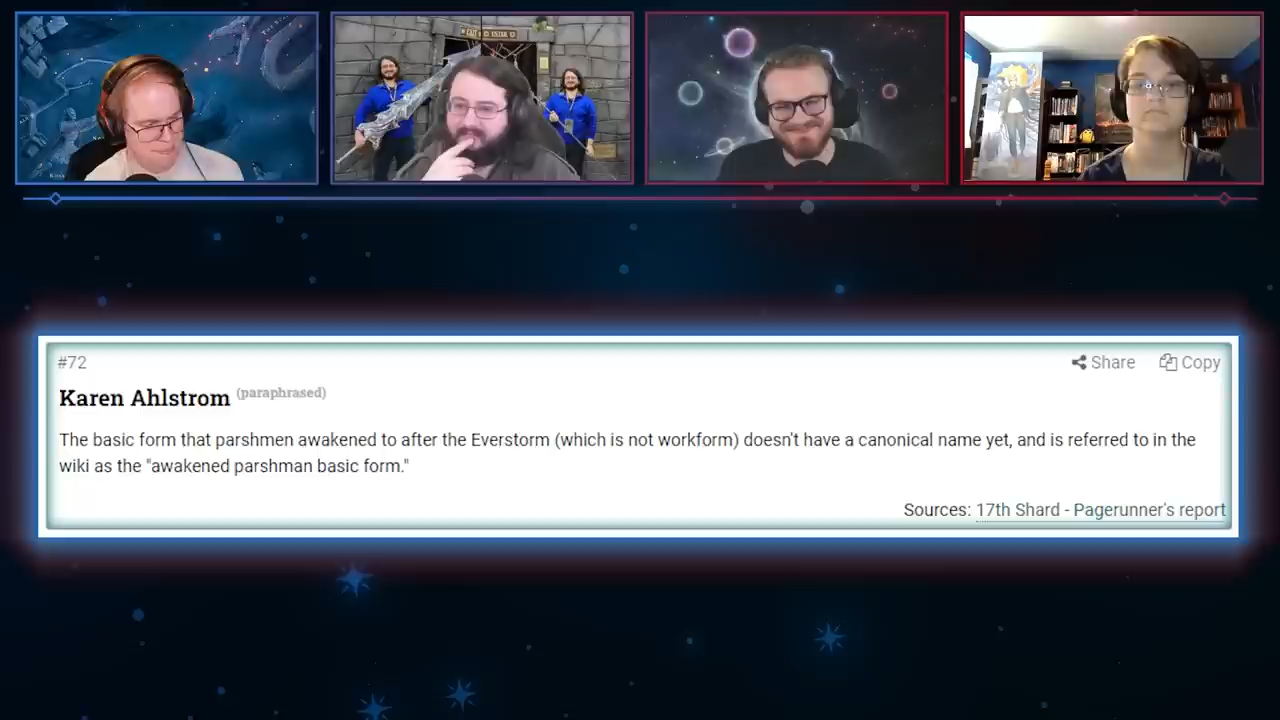 #72
Share
Copy
Karen Ahlstrom (paraphrased)
The basic form that parshmen awakened to after the Everstorm (which is not workform) doesn't have a canonical name yet, and is referred to in the
wiki as the "awakened parshman basic form."
Sources: 17th Shard - Pagerunner's report